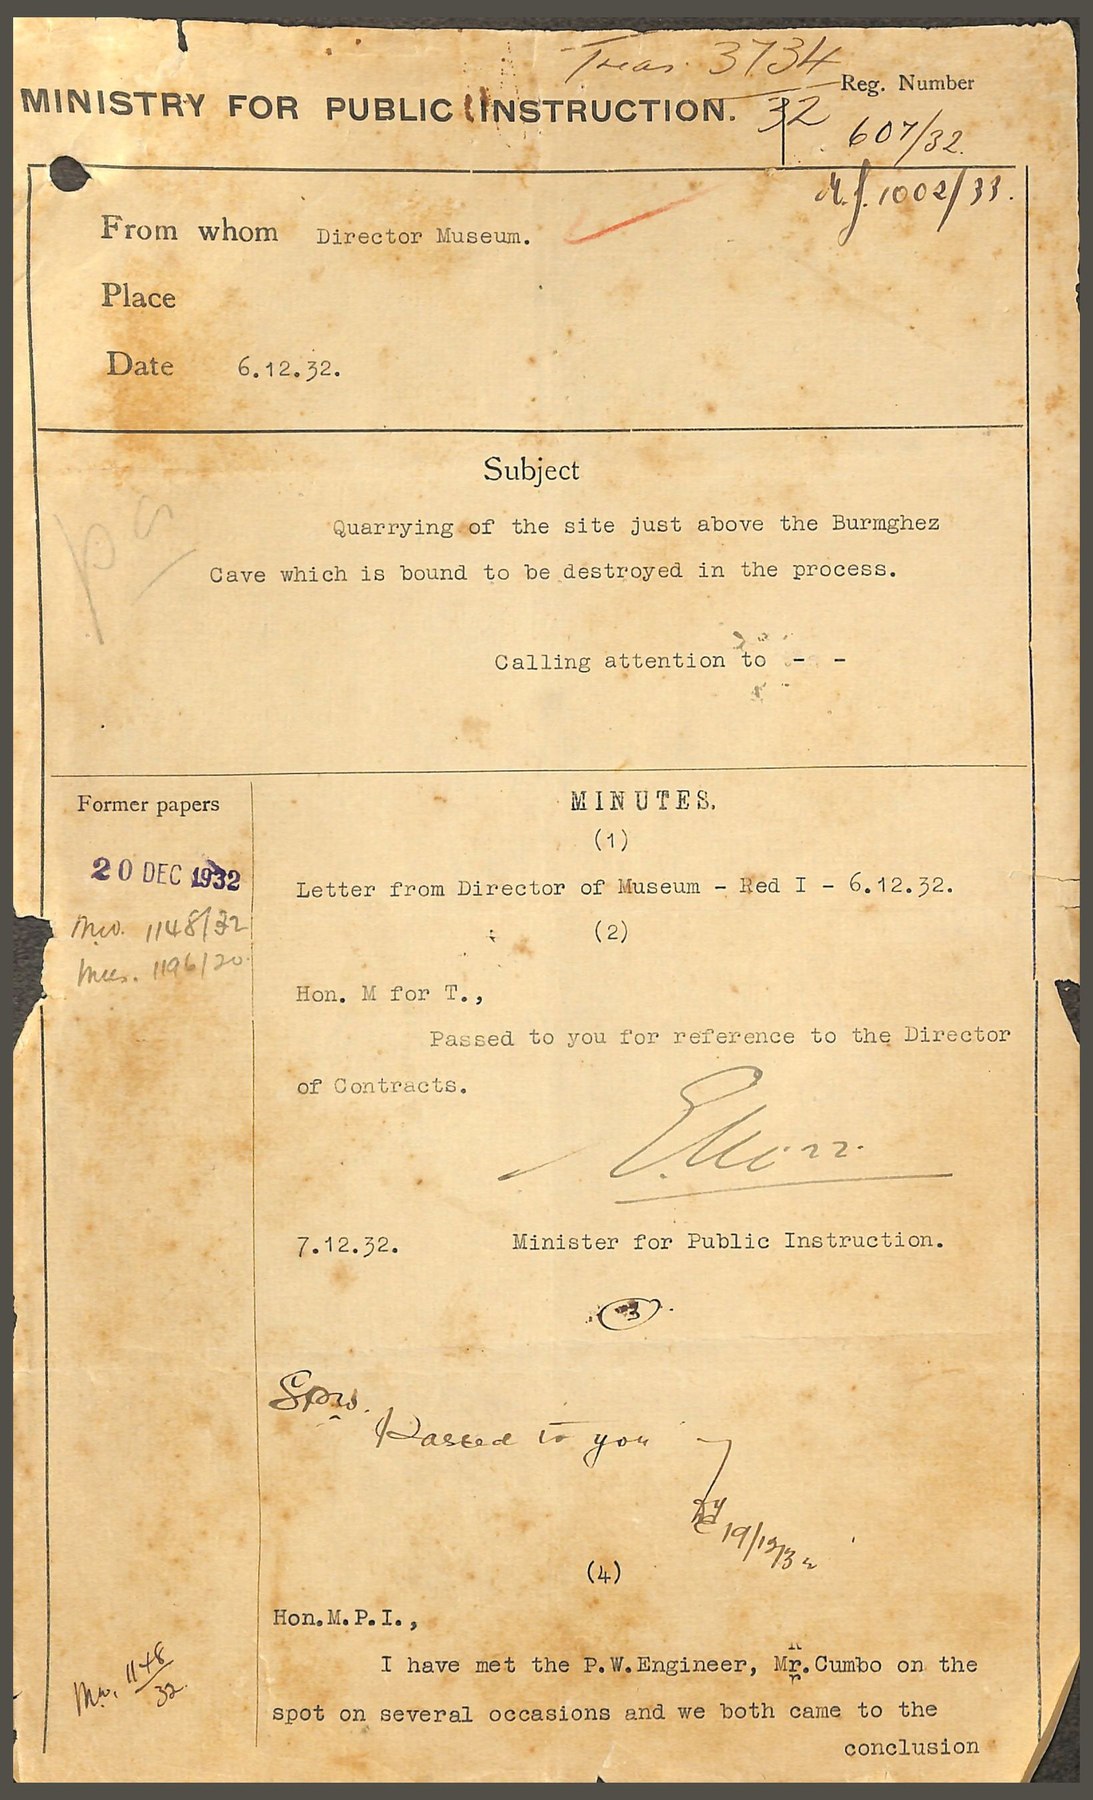 Treas. 3734
32
Reg. Number
MINISTRY FOR PUBLIC INSTRUCTION.
607/32.
1002/33.
From whom Director Museum.
Place
Date 6.12.32.
Subject
Quarrying of the site just above the Burmghez
Cave which is bound to be destroyed in the process.
Calling attention to - -
Former papers
20 DEC 1932
1148/32
Mus. 1196/20.
MINUTES.
(1)
Letter from Director of Museum - Red I - 6.12.32.
(2)
Hon. M for T.,
Passed to you for reference to the Director
of Contracts.
7.12.32. Minister for Public Instruction.
3
SPW.
Passed to you
19/12/32
(4)
Hon.M.P.I.,
I have met the P.W.Engineer, Mr.Cumbo on the
spot on several occasions and we both came to the
conclusion
1148
32.